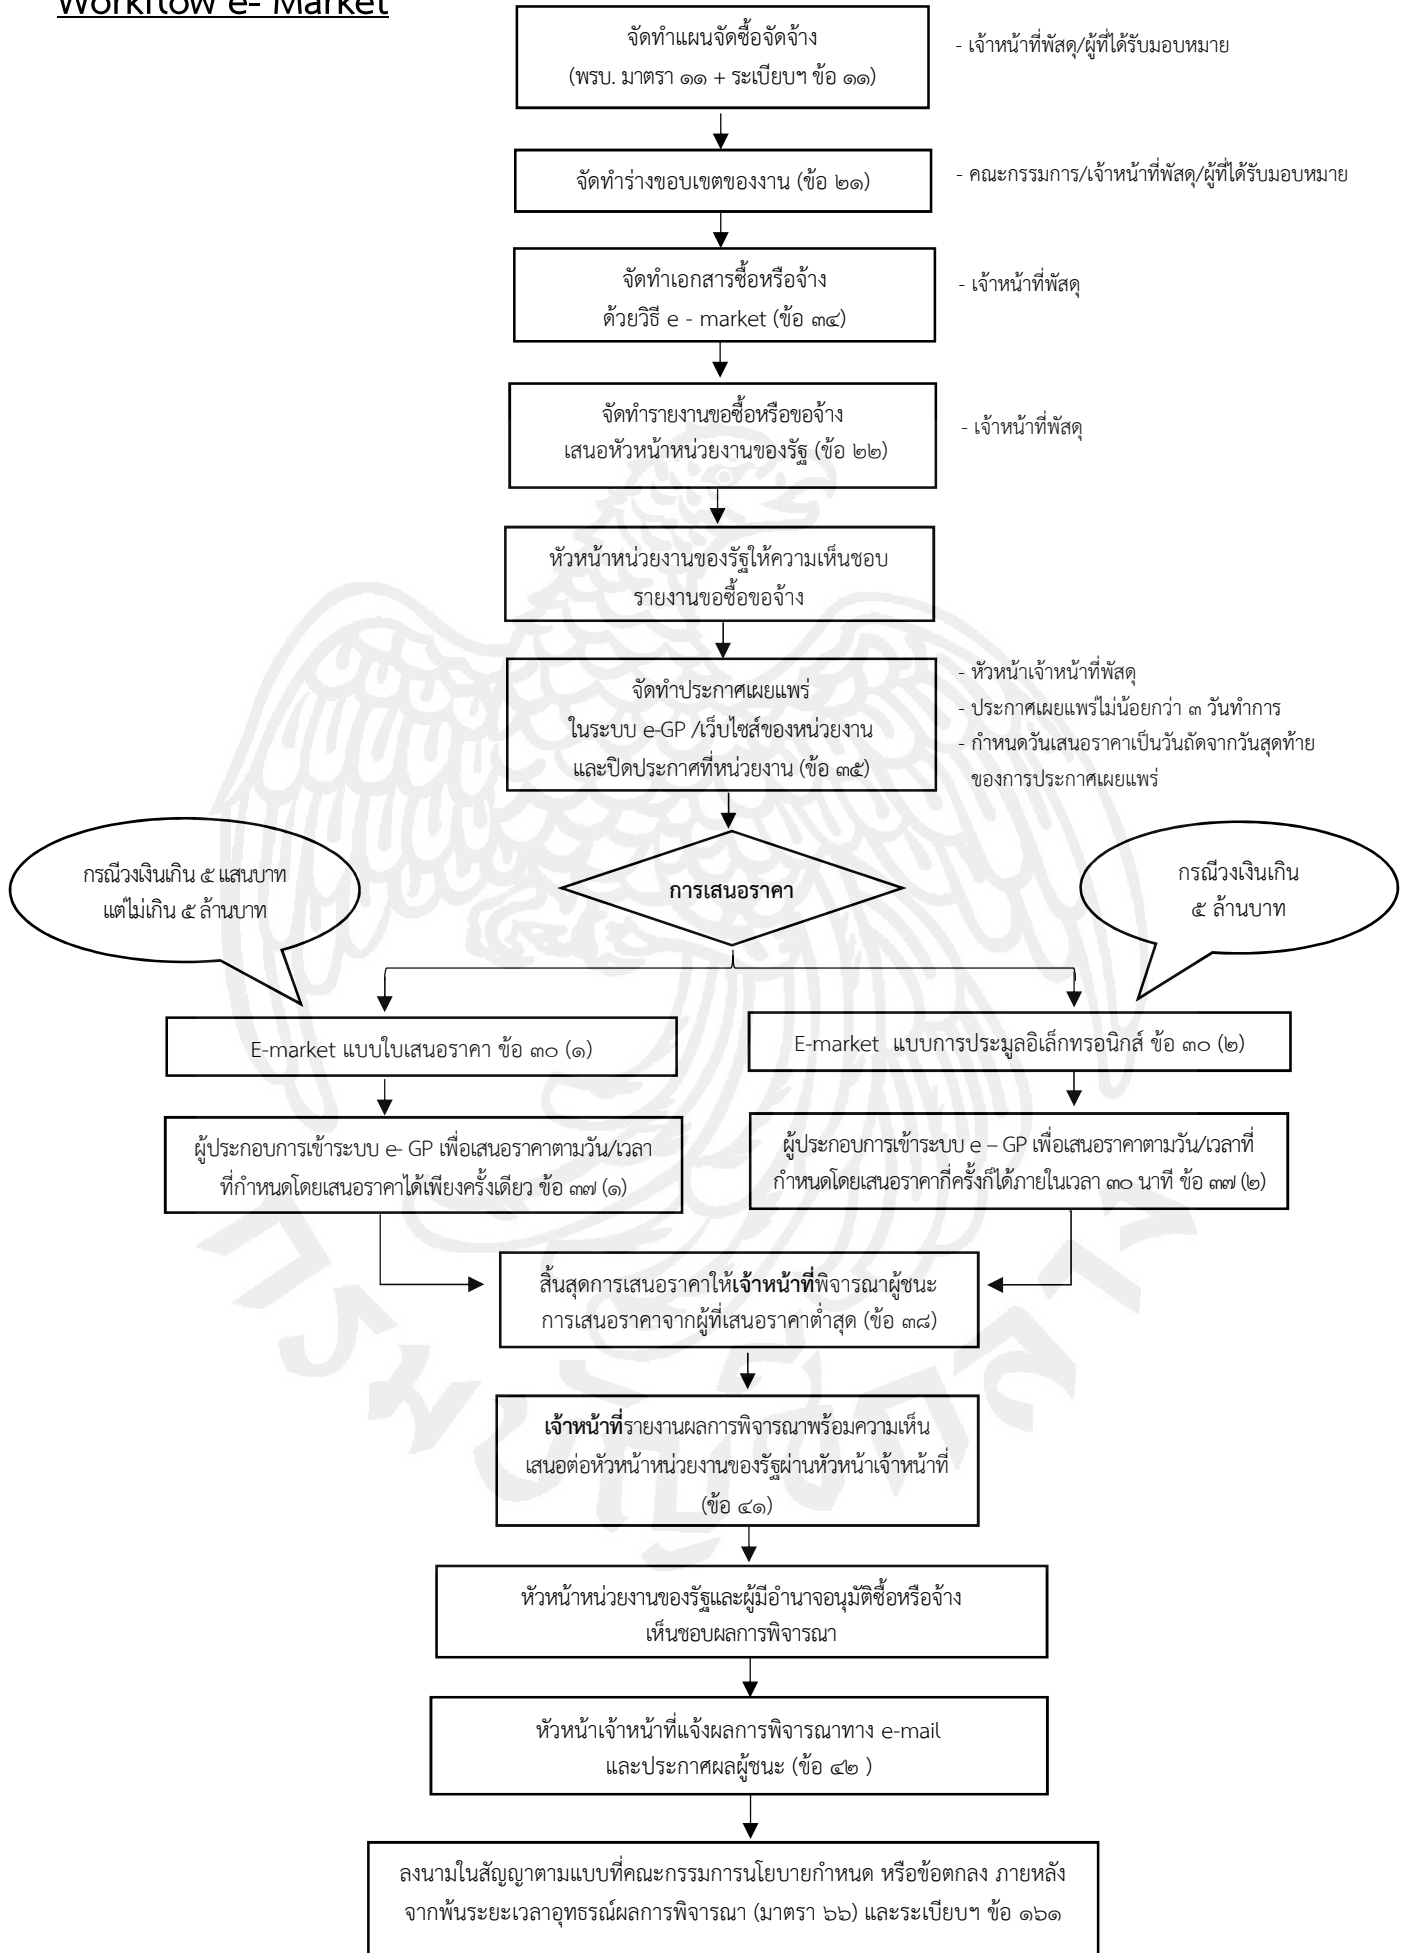 Workflow e- Market
จัดทำแผนจัดซื้อจัดจ้าง
(พรบ. มาตรา ๑๑ + ระเบียบฯ ข้อ ๑๑)
- เจ้าหน้าที่พัสดุ/ผู้ที่ได้รับมอบหมาย
จัดทำร่างขอบเขตของงาน (ข้อ ๒๑)
- คณะกรรมการ/เจ้าหน้าที่พัสดุ/ผู้ที่ได้รับมอบหมาย
จัดทำเอกสารซื้อหรือจ้าง
ด้วยวิธี e - market (ข้อ ๓๔)
- เจ้าหน้าที่พัสดุ
จัดทำรายงานขอซื้อหรือขอจ้าง
เสนอหัวหน้าหน่วยงานของรัฐ (ข้อ ๒๒)
- เจ้าหน้าที่พัสดุ
หัวหน้าหน่วยงานของรัฐให้ความเห็นชอบ
รายงานขอซื้อขอจ้าง
จัดทำประกาศเผยแพร่
ในระบบ e-GP /เว็บไซส์ของหน่วยงาน
และปิดประกาศที่หน่วยงาน (ข้อ ๓๕)
- หัวหน้าเจ้าหน้าที่พัสดุ
- ประกาศเผยแพร่ไม่น้อยกว่า ๓ วันทำการ
- กำหนดวันเสนอราคาเป็นวันถัดจากวันสุดท้าย
ของการประกาศเผยแพร่
กรณีวงเงินเกิน ๕ แสนบาท
แต่ไม่เกิน ๕ ล้านบาท
การเสนอราคา
กรณีวงเงินเกิน
๕ ล้านบาท
E-market แบบใบเสนอราคา ข้อ ๓๐ (๑)
E-market แบบการประมูลอิเล็กทรอนิกส์ ข้อ ๓๐ (๒)
ผู้ประกอบการเข้าระบบ e- GP เพื่อเสนอราคาตามวัน/เวลา
ที่กำหนดโดยเสนอราคาได้เพียงครั้งเดียว ข้อ ๓๗ (๑)
ผู้ประกอบการเข้าระบบ e – GP เพื่อเสนอราคาตามวัน/เวลาที่
กำหนดโดยเสนอราคากี่ครั้งก็ได้ภายในเวลา ๓๐ นาที ข้อ ๓๗ (๒)
สิ้นสุดการเสนอราคาให้เจ้าหน้าที่พิจารณาผู้ชนะ
การเสนอราคาจากผู้ที่เสนอราคาต่ำสุด (ข้อ ๓๘)
เจ้าหน้าที่รายงานผลการพิจารณาพร้อมความเห็น
เสนอต่อหัวหน้าหน่วยงานของรัฐผ่านหัวหน้าเจ้าหน้าที่
(ข้อ ๔๑)
หัวหน้าหน่วยงานของรัฐและผู้มีอำนาจอนุมัติซื้อหรือจ้าง
เห็นชอบผลการพิจารณา
หัวหน้าเจ้าหน้าที่แจ้งผลการพิจารณาทาง e-mail
และประกาศผลผู้ชนะ (ข้อ ๔๒ )
ลงนามในสัญญาตามแบบที่คณะกรรมการนโยบายกำหนด หรือข้อตกลง ภายหลัง
จากพ้นระยะเวลาอุทธรณ์ผลการพิจารณา (มาตรา ๖๖) และระเบียบฯ ข้อ ๑๖๑
กรมบัญชีกลาง